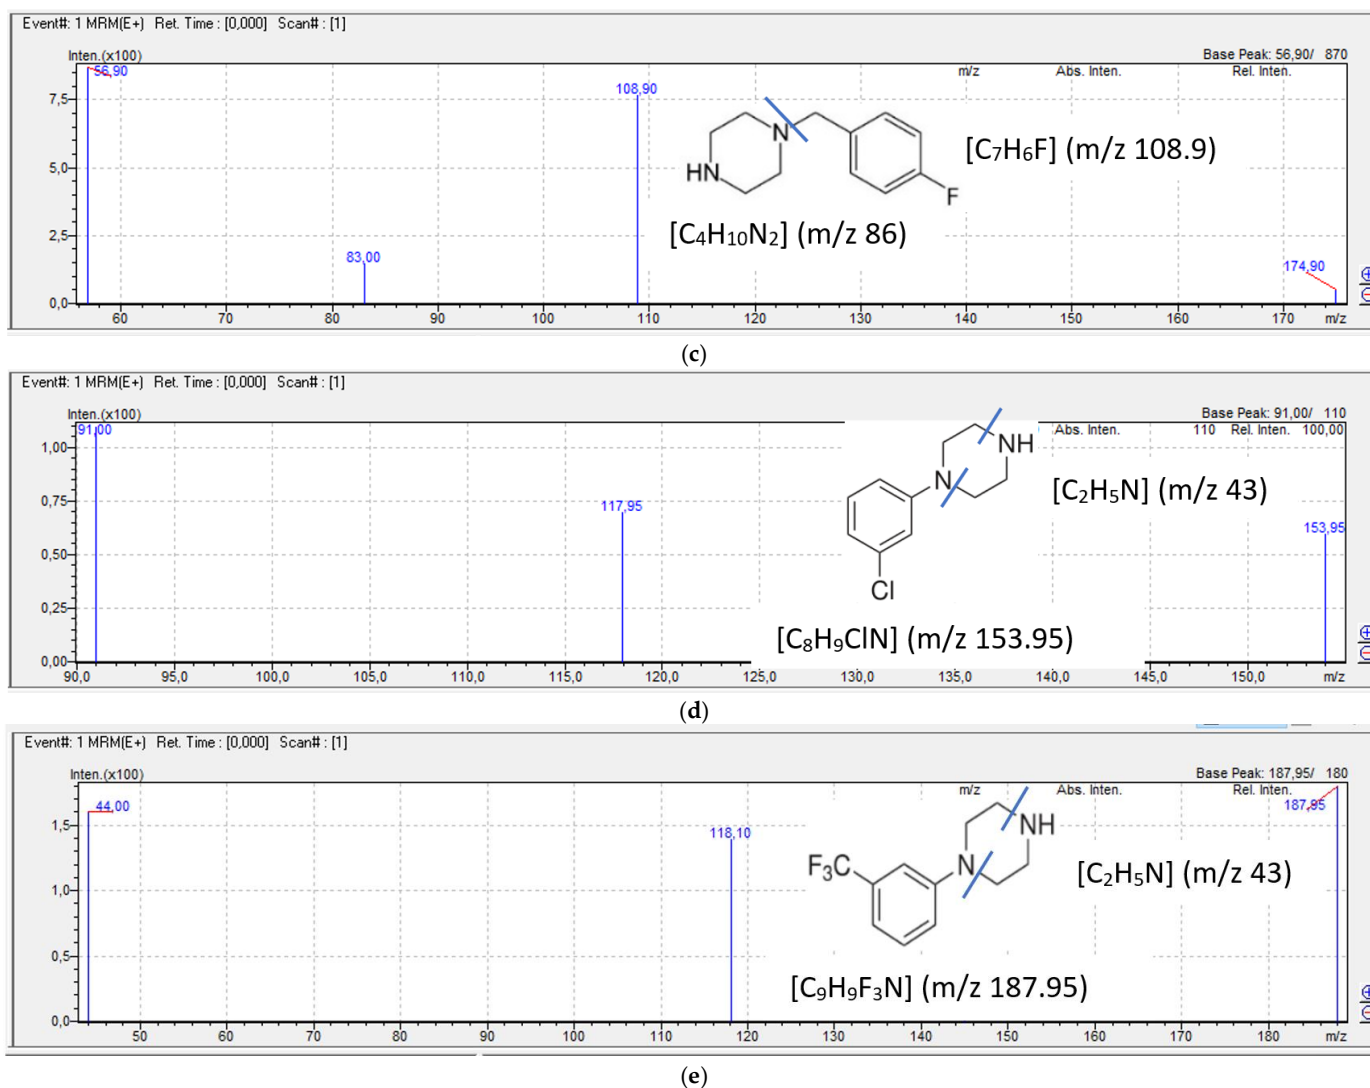 Event#: 1 MRM(E+) Ret. Time : [0,000] Scan# : [1]
Inten.(x100)
Base Peak: 56,90/ 870
m/z Abs. Inten. Rel. Inten.
56,90
108,90
7,5
N
[C₇H₆F] (m/z 108.9)
5,0
HN
F
[C₄H₁₀N₂] (m/z 86)
2,5
83,00
174,90
0,0
60 70 80 90 100 110 120 130 140 150 160 170 m/z
(c)
Event#: 1 MRM(E+) Ret. Time : [0,000] Scan# : [1]
Inten.(x100)
Base Peak: 91,00/ 110
91,00
Abs. Inten. 110 Rel. Inten. 100,00
1,00
NH
N
[C₂H₅N] (m/z 43)
0,75
117,95
153,95
0,50
Cl
0,25
[C₈H₉ClN] (m/z 153.95)
0,00
90,0 95,0 100,0 105,0 110,0 115,0 120,0 125,0 130,0 135,0 140,0 145,0 150,0 m/z
(d)
Event#: 1 MRM(E+) Ret. Time : [0,000] Scan# : [1]
Inten.(x100)
Base Peak: 187,95/ 180
m/z Abs. Inten. Rel. Inten.
44,00
187,95
1,5
118,10
NH
F₃C
N
[C₂H₅N] (m/z 43)
1,0
0,5
[C₉H₉F₃N] (m/z 187.95)
0,0
50 60 70 80 90 100 110 120 130 140 150 160 170 180 m/z
(e)